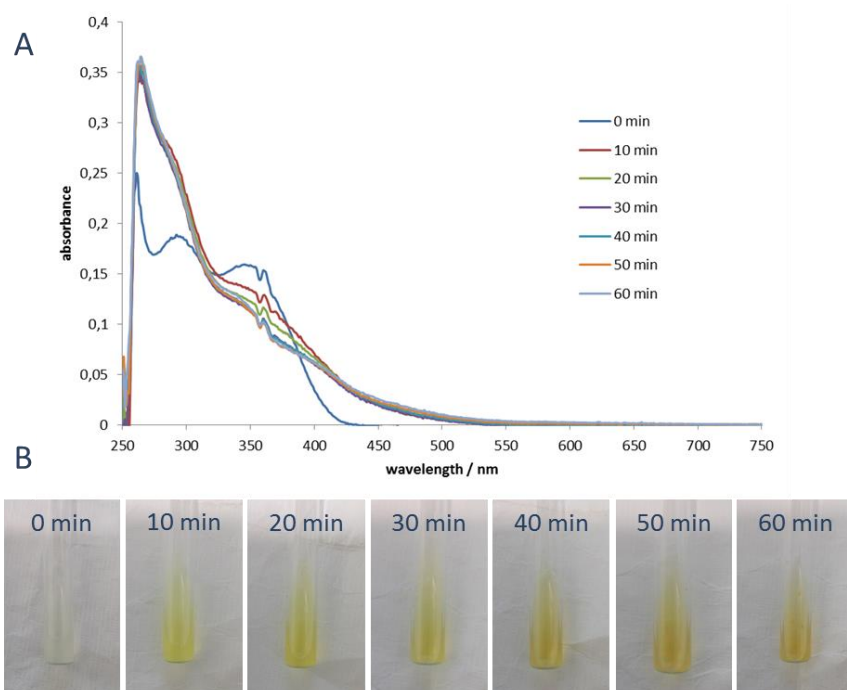 A
0,4
0,35
0,3
0,25
0,2
0,15
0,1
0,05
0
absorbance
250 300 350 400 450 500 550 600 650 700 750
wavelength / nm
0 min
10 min
20 min
30 min
40 min
50 min
60 min
B
0 min 10 min 20 min 30 min 40 min 50 min 60 min